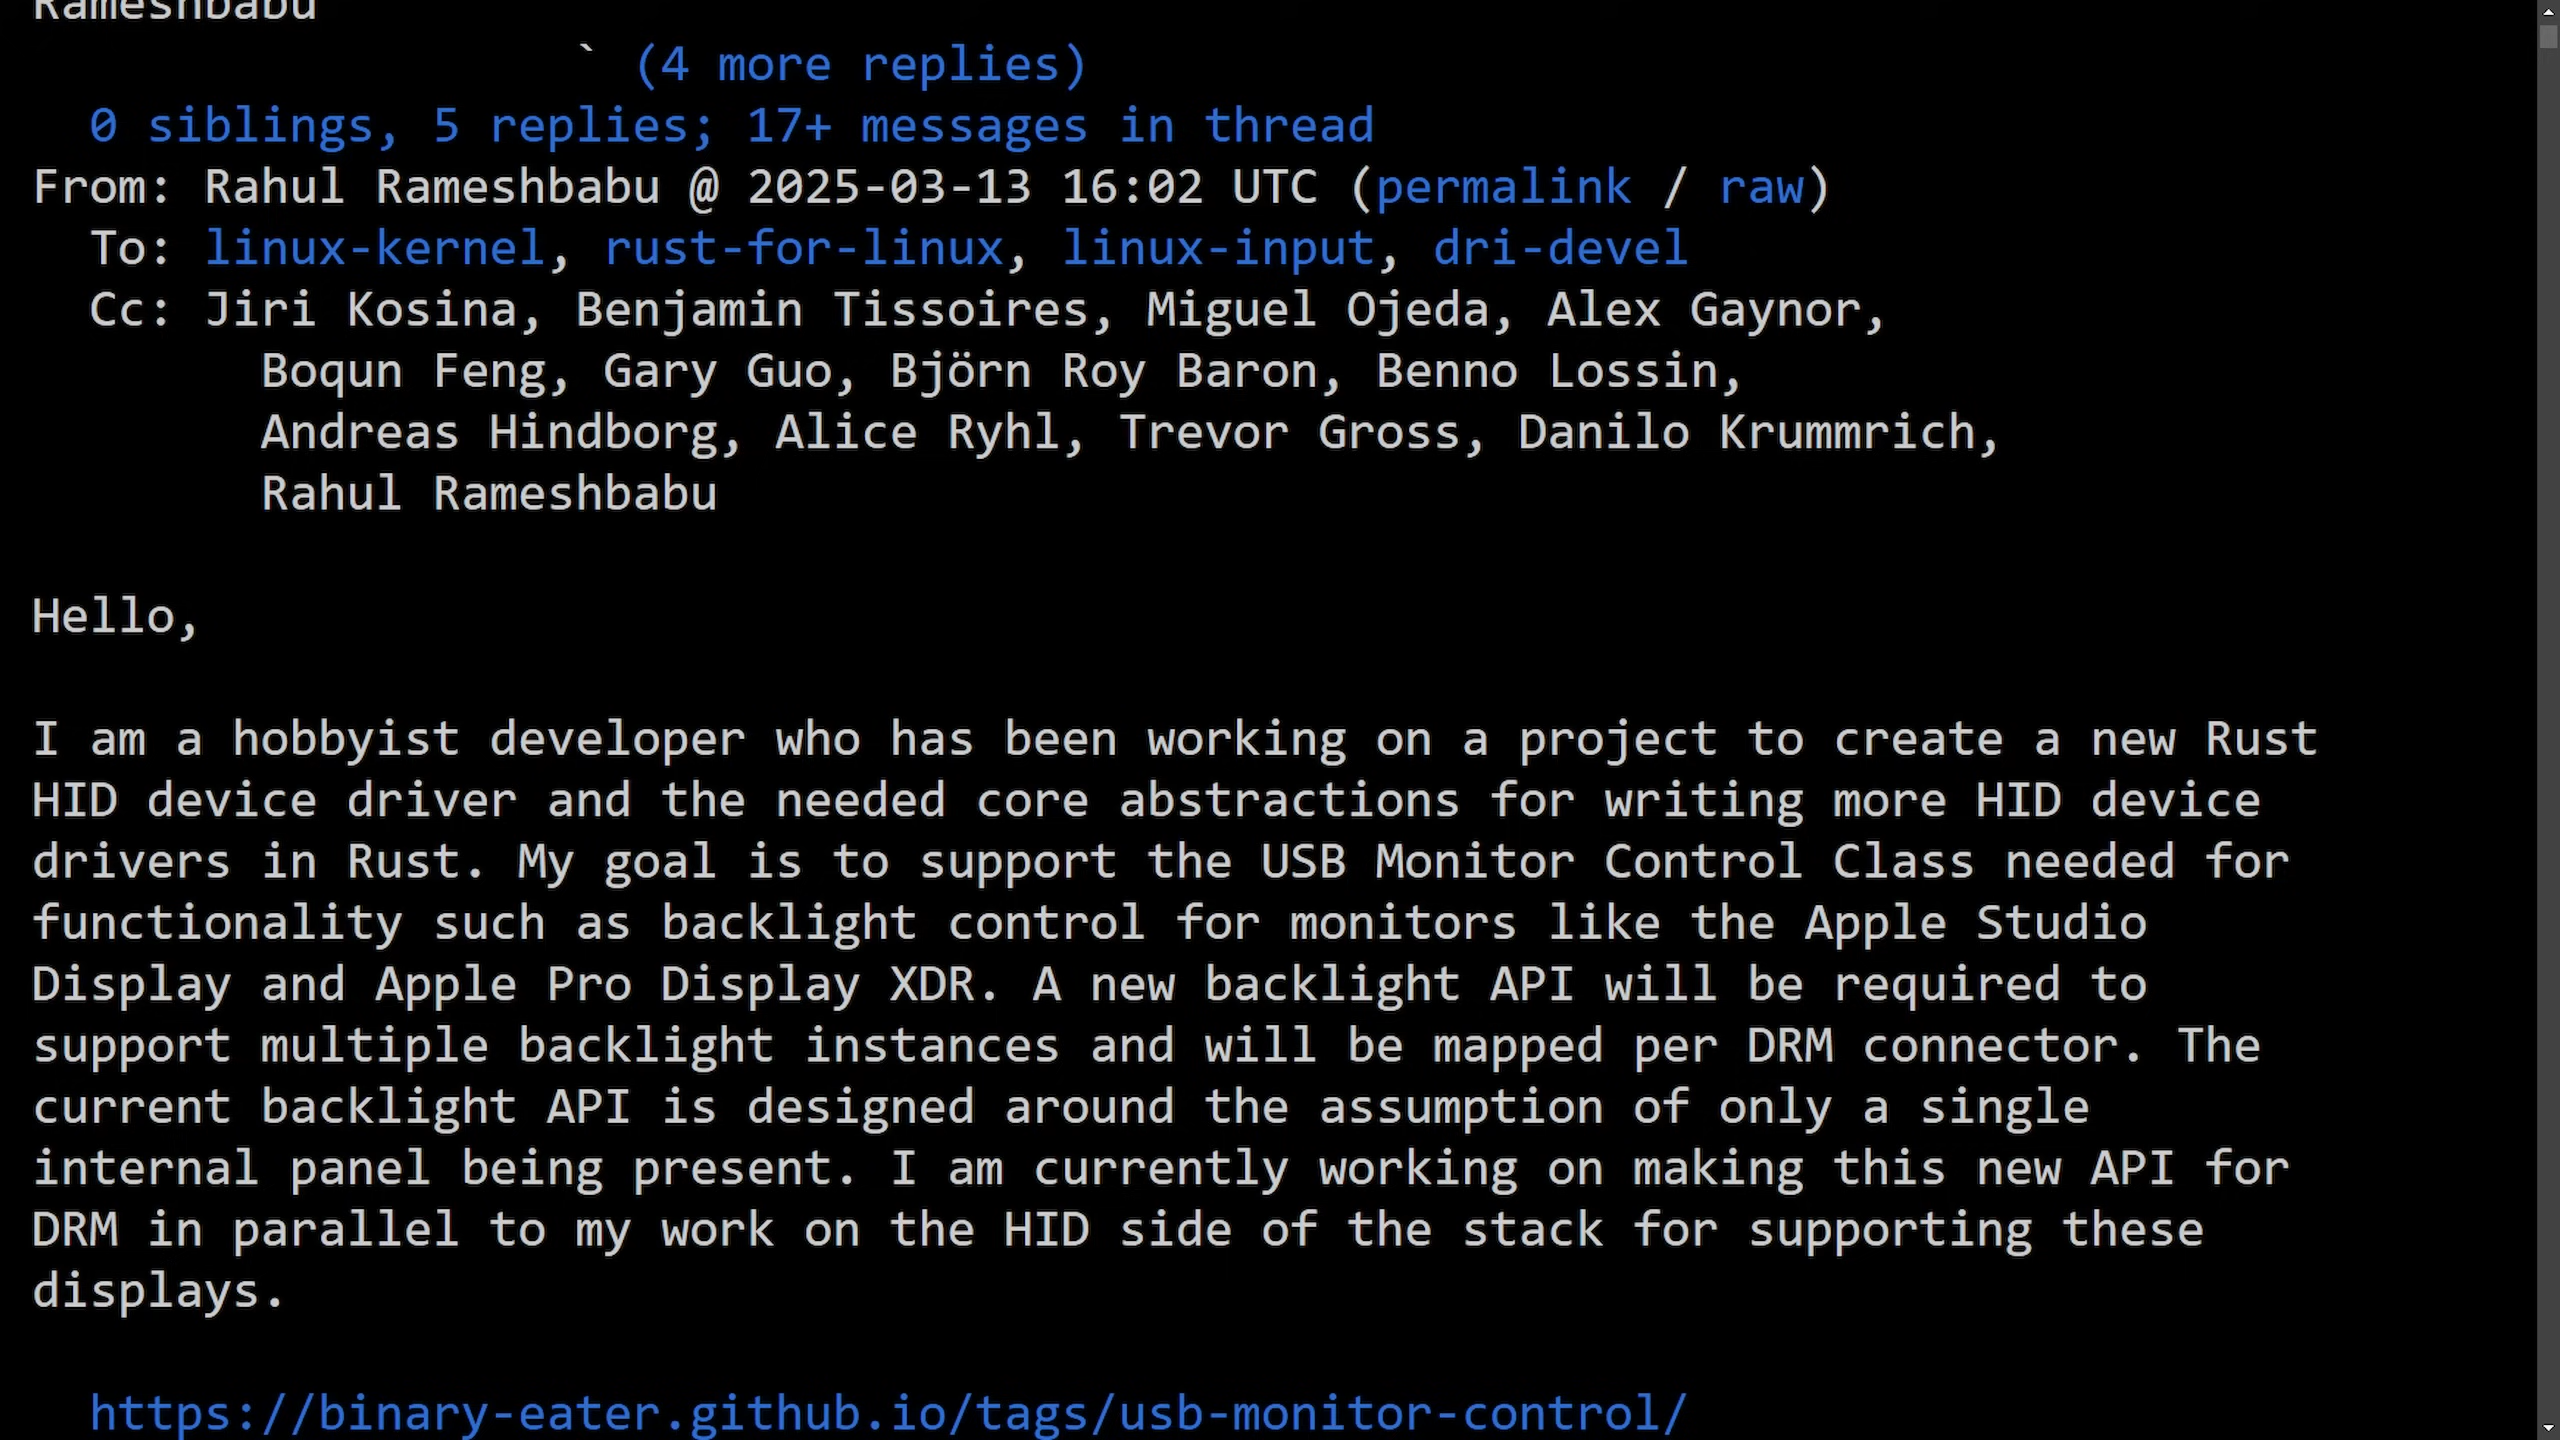 Rameshbabu
` (4 more replies)
0 siblings, 5 replies; 17+ messages in thread
From: Rahul Rameshbabu @ 2025-03-13 16:02 UTC (permalink / raw)
To: linux-kernel, rust-for-linux, linux-input, dri-devel
Cc: Jiri Kosina, Benjamin Tissoires, Miguel Ojeda, Alex Gaynor,
Boqun Feng, Gary Guo, Björn Roy Baron, Benno Lossin,
Andreas Hindborg, Alice Ryhl, Trevor Gross, Danilo Krummrich,
Rahul Rameshbabu
Hello,
I am a hobbyist developer who has been working on a project to create a new Rust
HID device driver and the needed core abstractions for writing more HID device
drivers in Rust. My goal is to support the USB Monitor Control Class needed for
functionality such as backlight control for monitors like the Apple Studio
Display and Apple Pro Display XDR. A new backlight API will be required to
support multiple backlight instances and will be mapped per DRM connector. The
current backlight API is designed around the assumption of only a single
internal panel being present. I am currently working on making this new API for
DRM in parallel to my work on the HID side of the stack for supporting these
displays.
https://binary-eater.github.io/tags/usb-monitor-control/